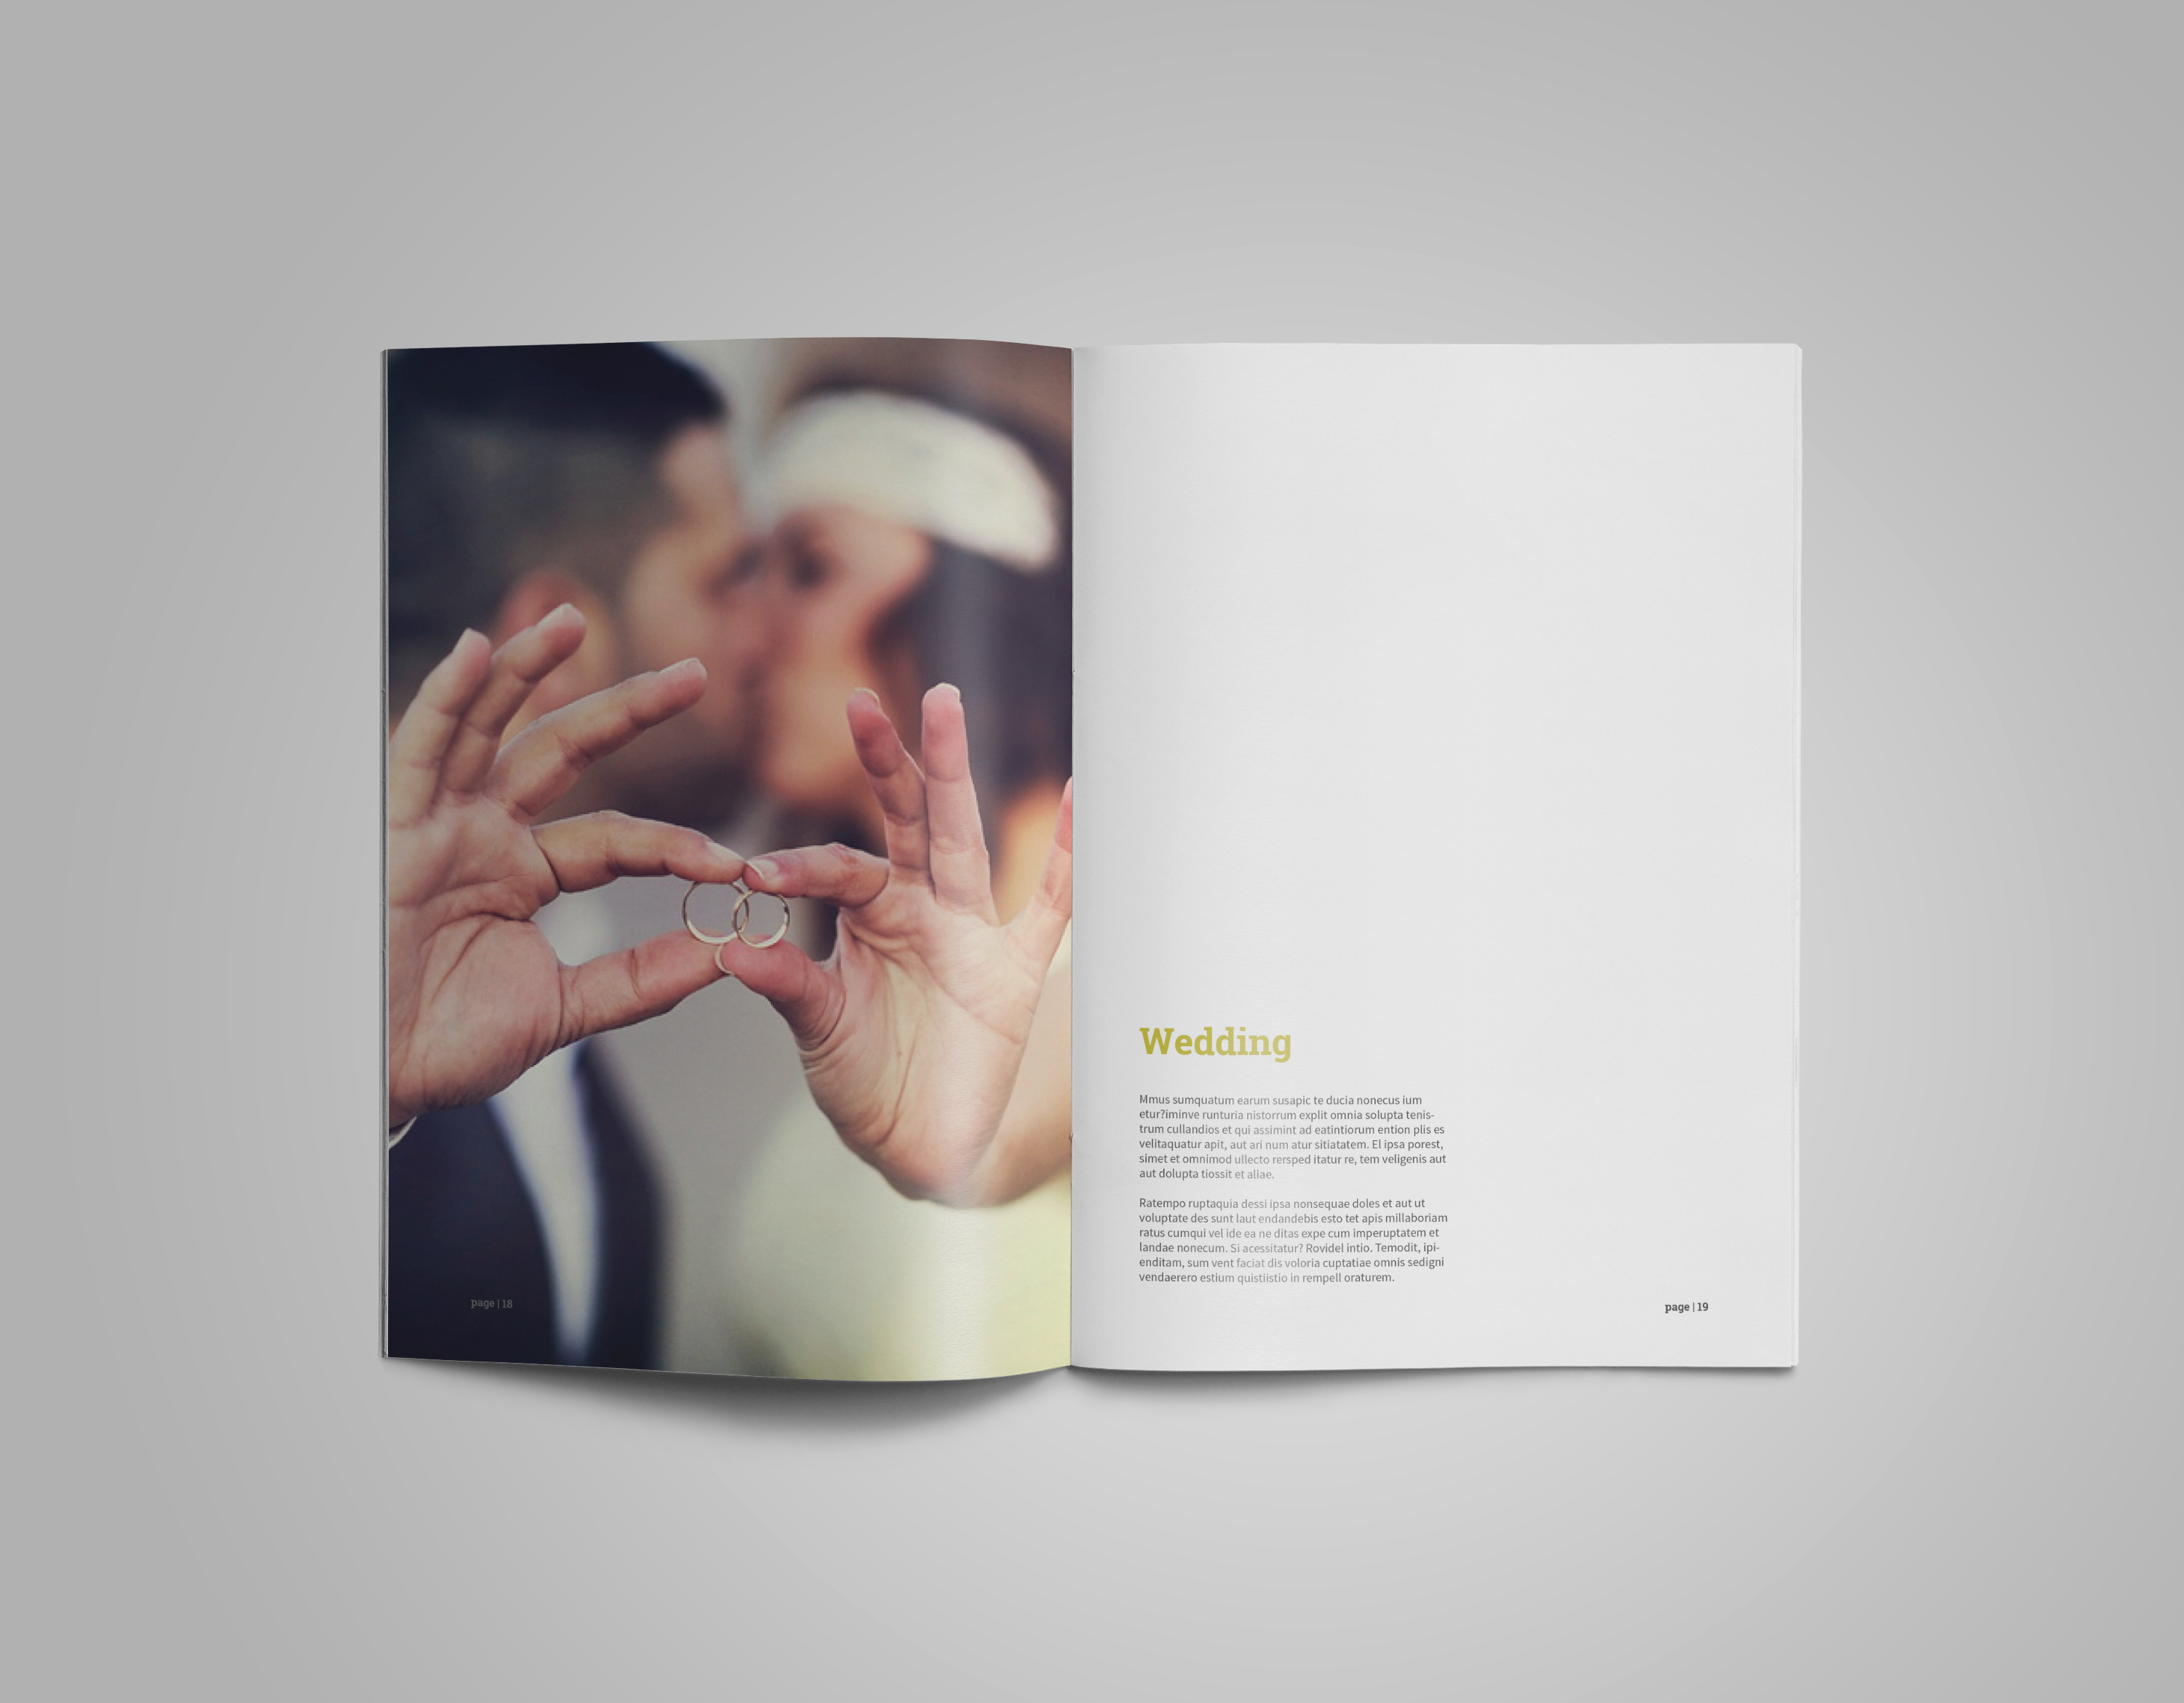 page | 18
Wedding
Mmus sumquatum earum susapic te ducia nonecus ium
etur?iminve runturia nistorrum explit omnia solupta tenis-
trum cullandios et qui assimint ad eatintiorum ention plis es
velitaquatur apit, aut ari num atur sitiatatem. El ipsa porest,
simet et omnimod ullecto rersped itatur re, tem veligenis aut
aut dolupta tiossit et aliae.
Ratempo ruptaquia dessi ipsa nonsequae doles et aut ut
voluptate des sunt laut endandebis esto tet apis millaboriam
ratus cumqui vel ide ea ne ditas expe cum imperuptatem et
landae nonecum. Si acessitatur? Rovidel intio. Temodit, ipi-
enditam, sum vent faciat dis voloria cuptatiae omnis sedigni
vendaerero estium quistiistio in rempell oraturem.
page | 19